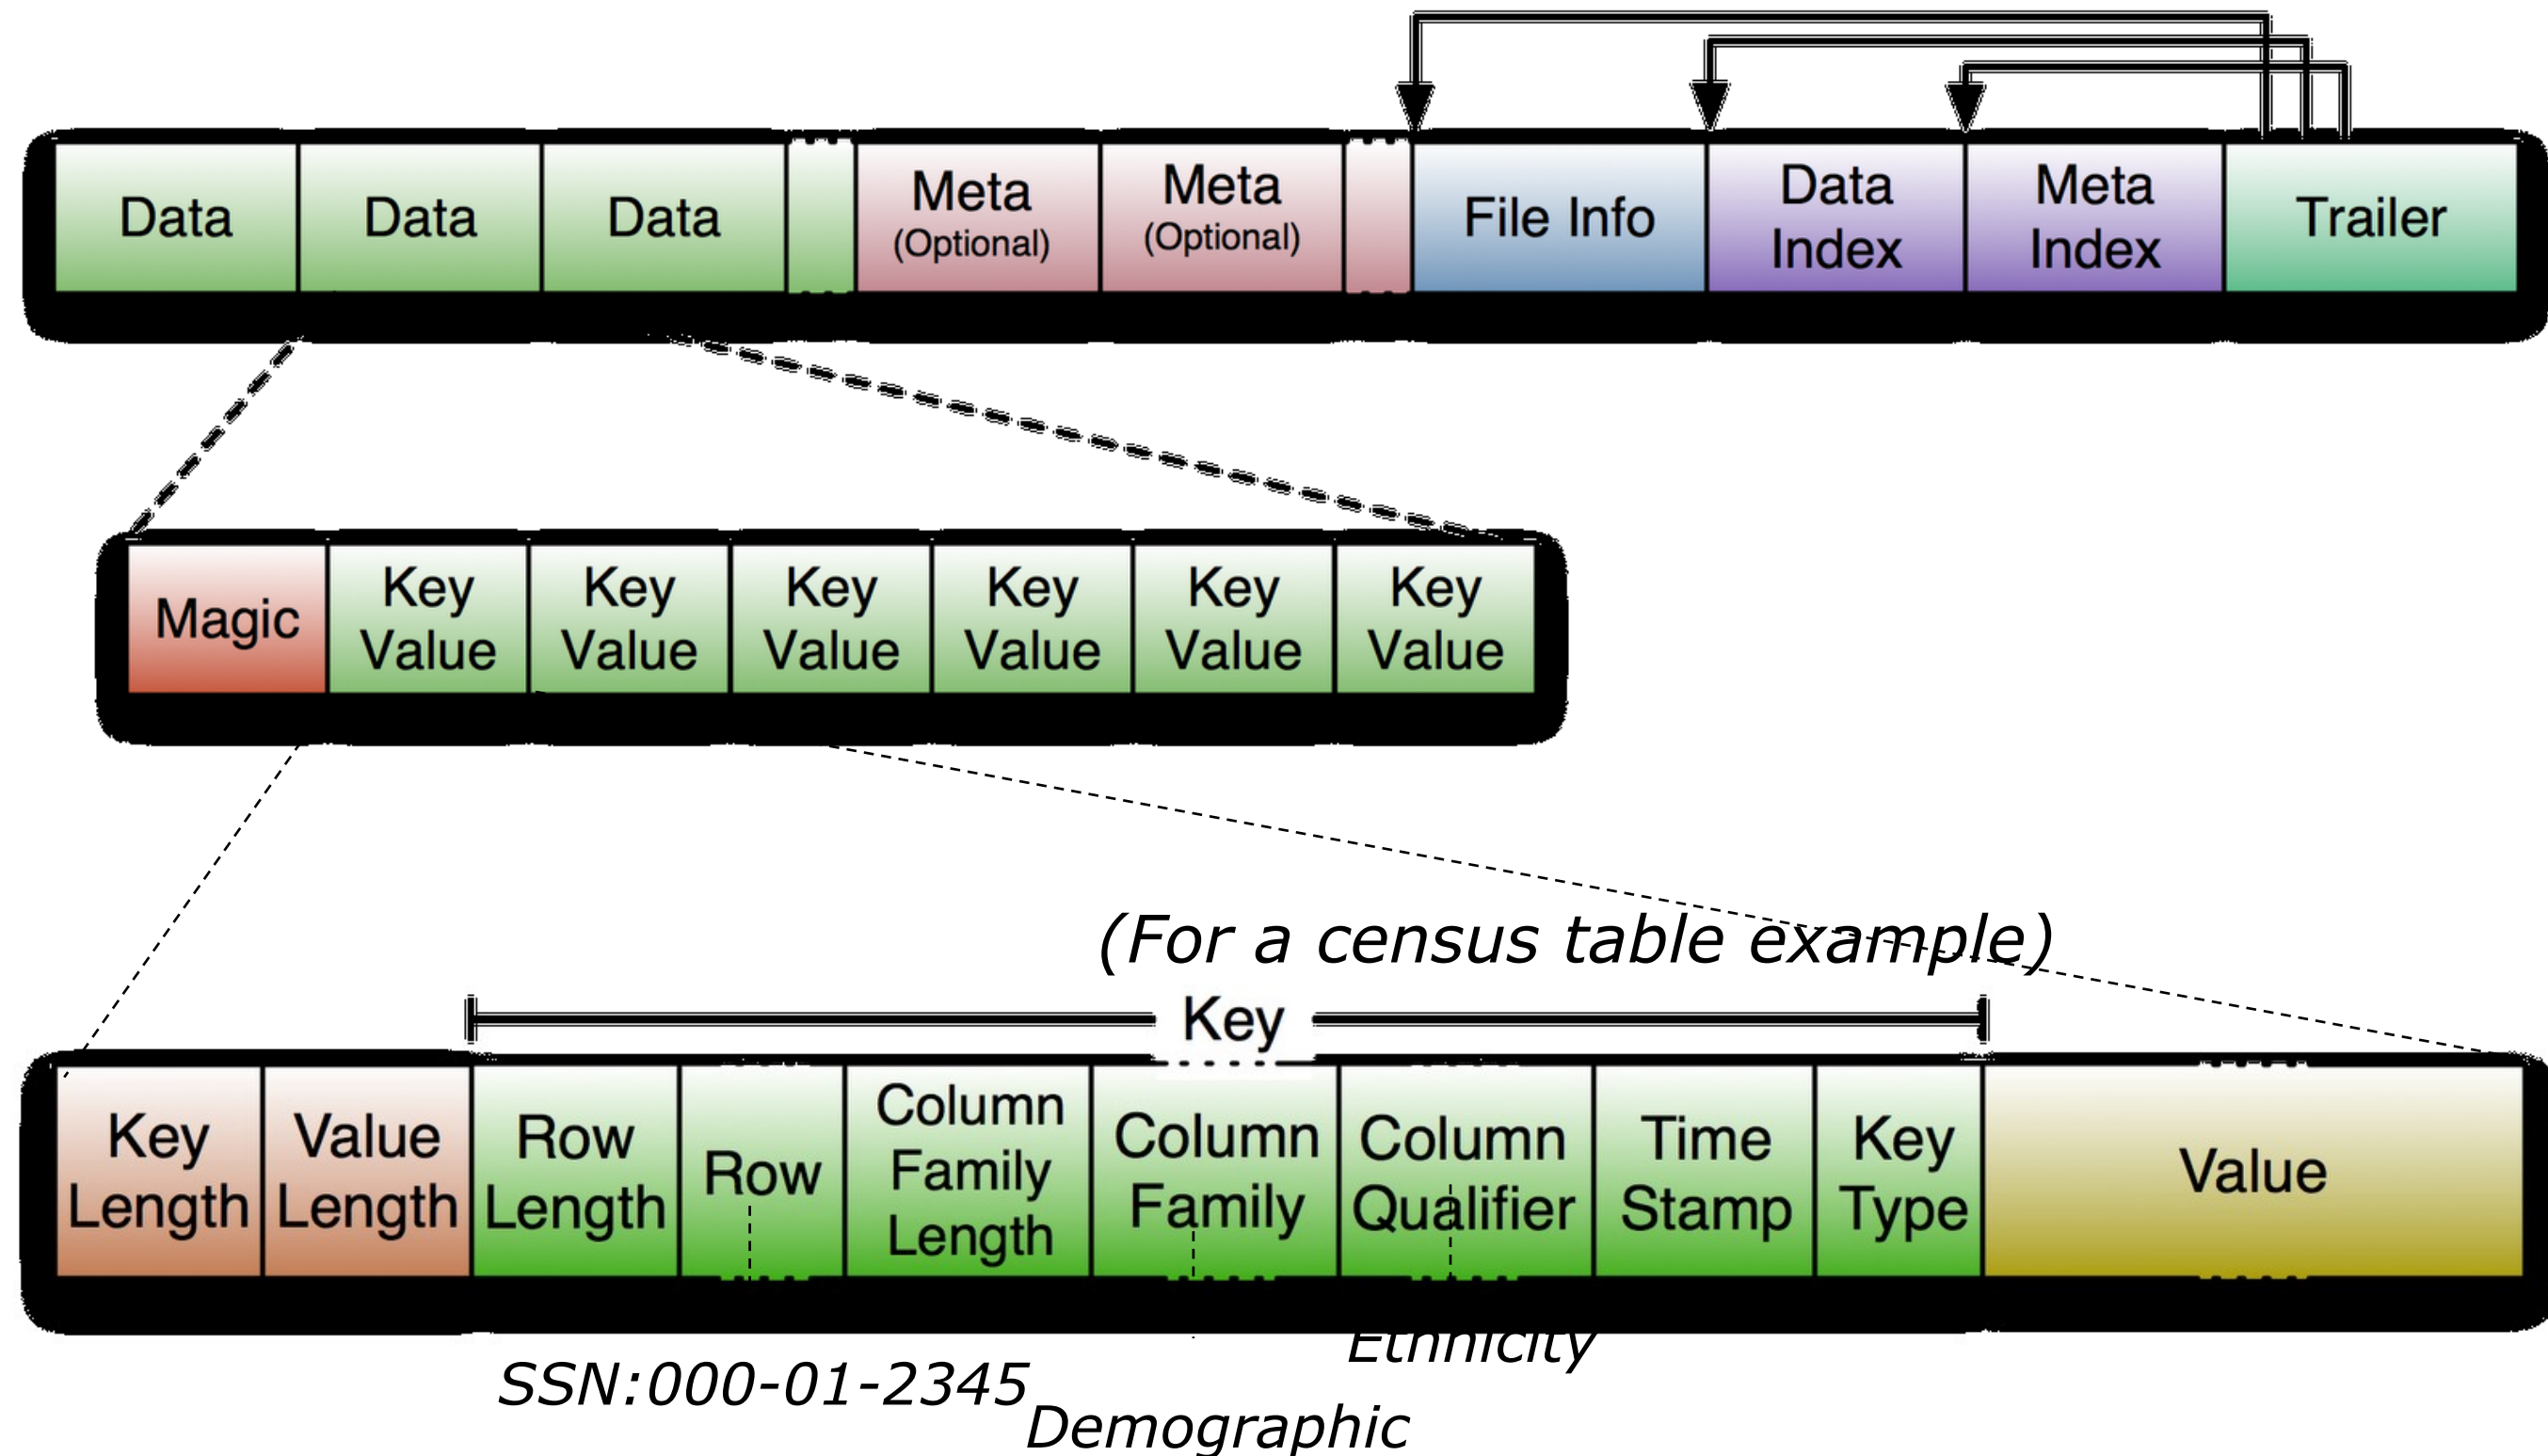 Data
Data
Data
Meta
(Optional)
Meta
(Optional)
File Info
Data
Index
Meta
Index
Trailer
Magic
Key
Value
Key
Value
Key
Value
Key
Value
Key
Value
Key
Value
(For a census table example)
Key
Key
Length
Value
Length
Row
Length
Row
Column
Family
Length
Column
Family
Column
Qualifier
Time
Stamp
Key
Type
Value
Ethnicity
SSN:000-01-2345
Demographic